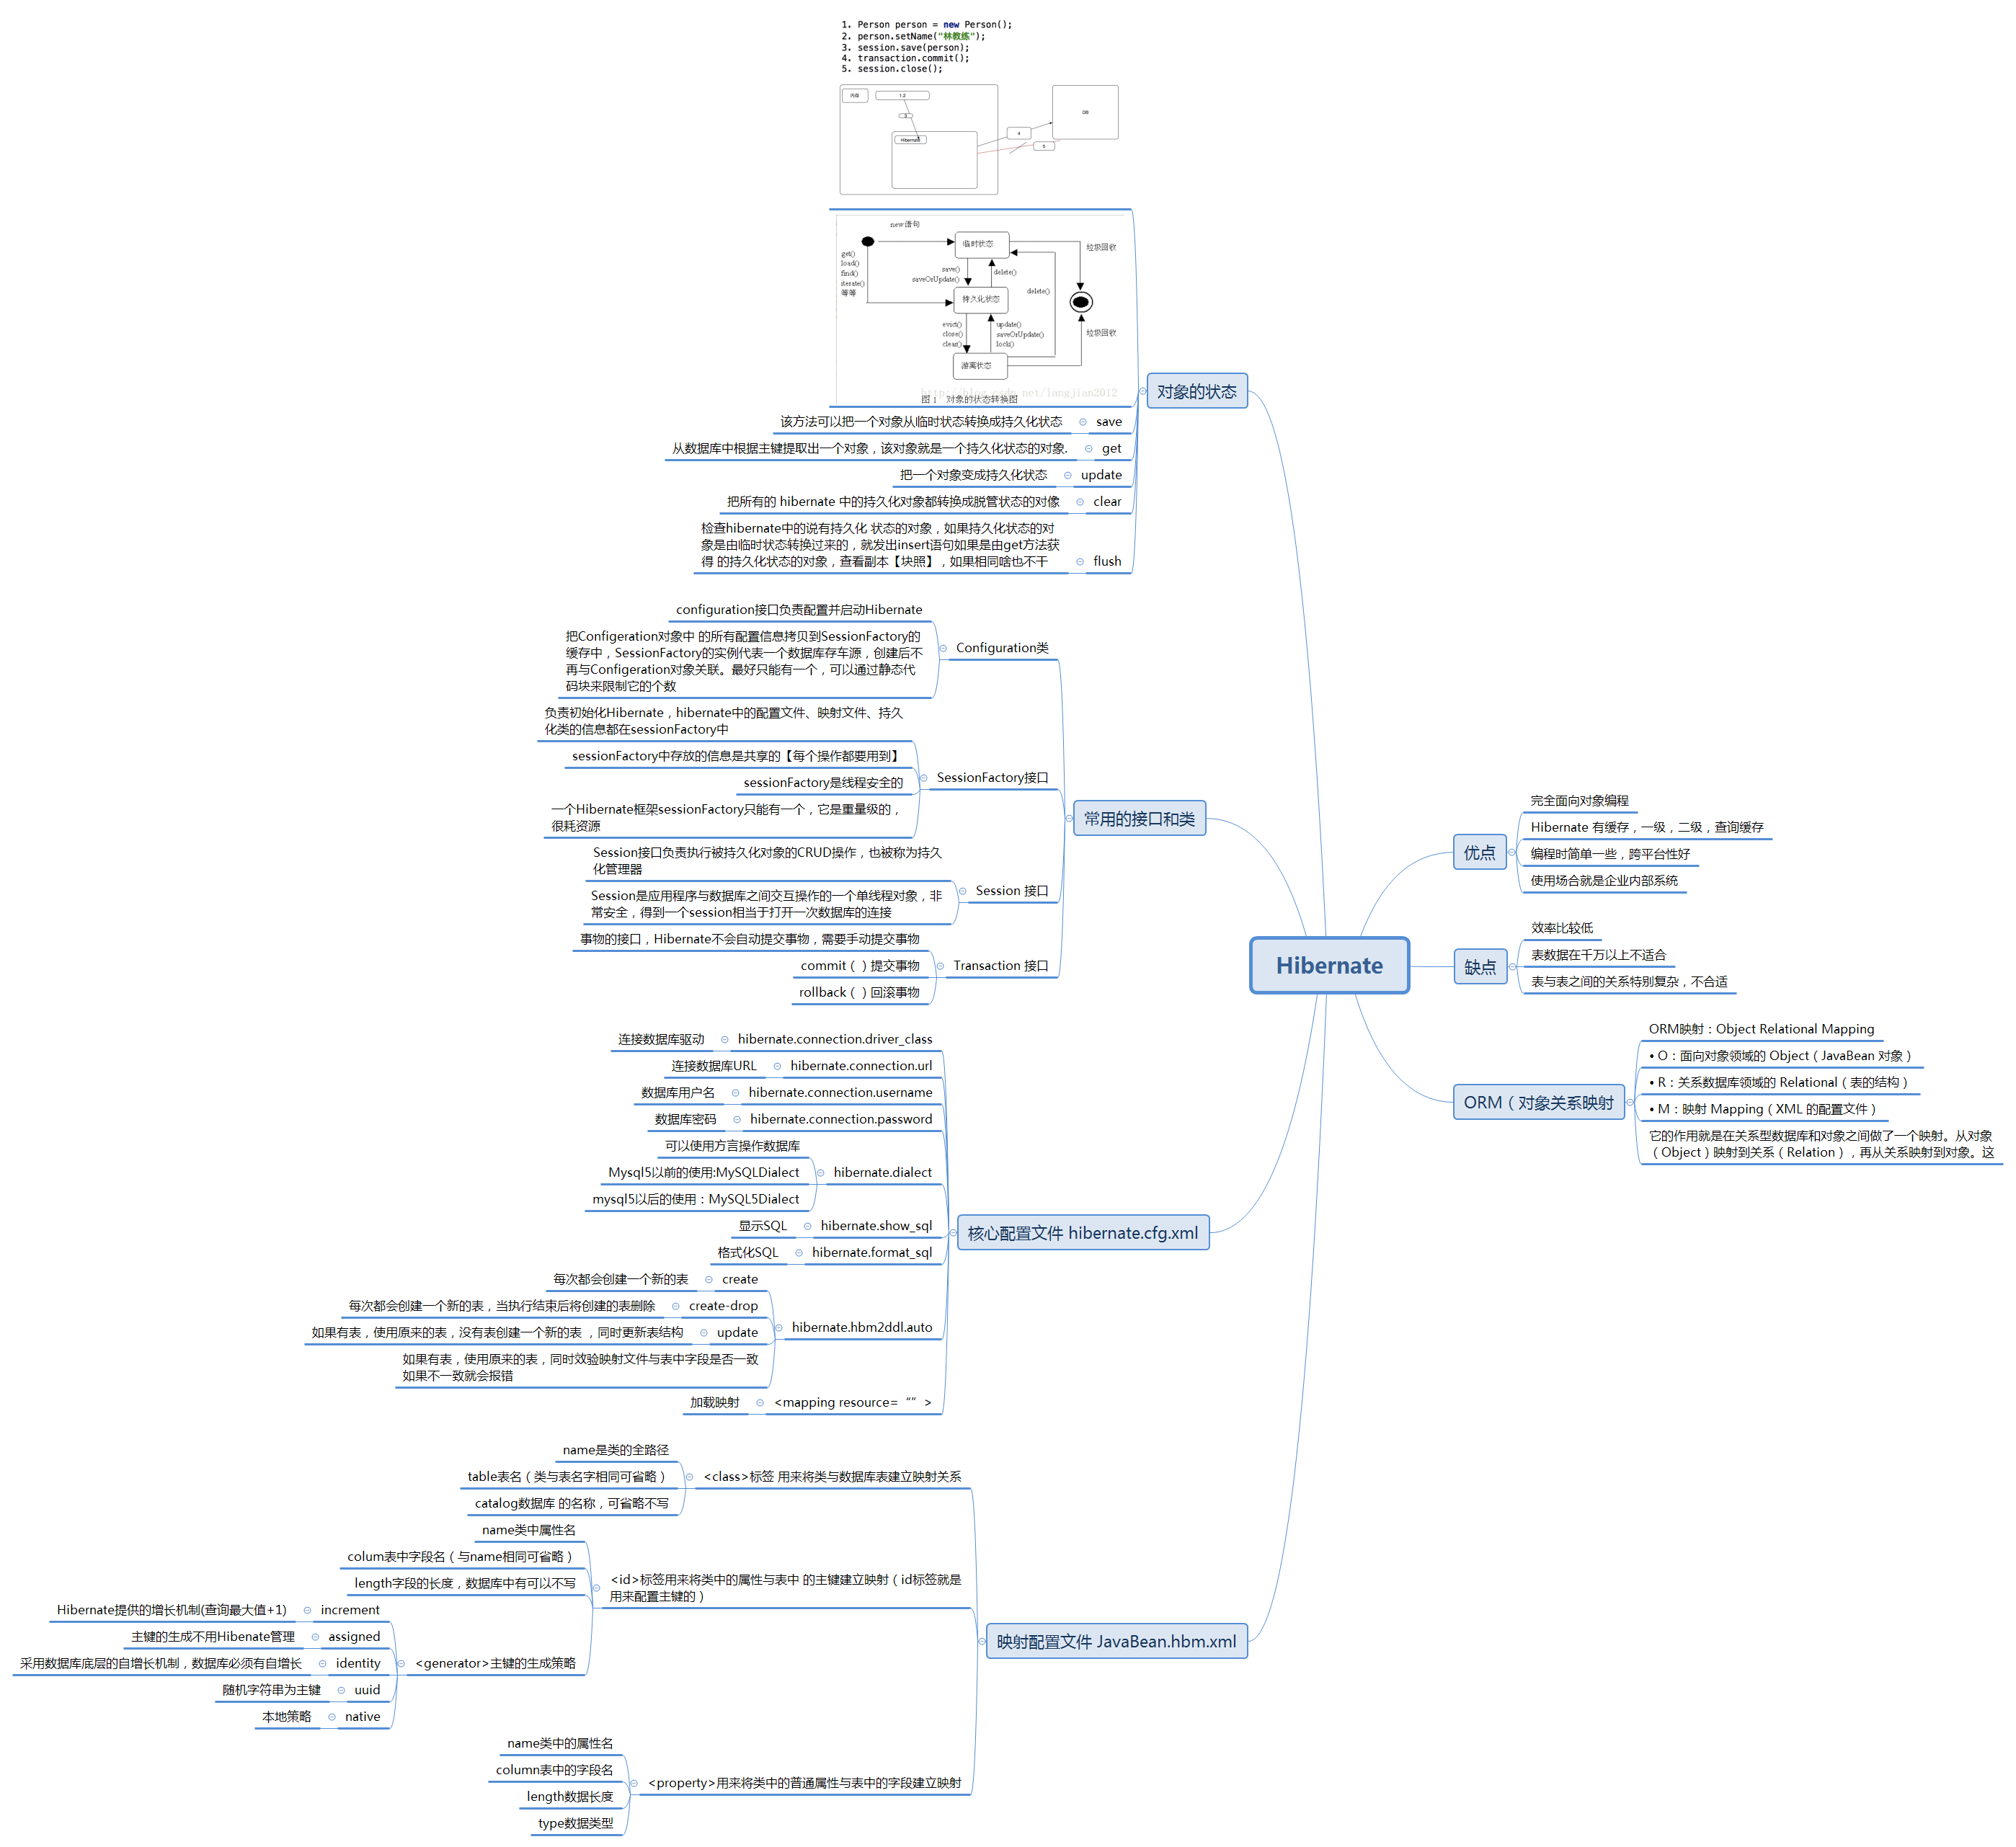 1. Person person = new Person();
2. person.setName("林教练");
3. session.save(person);
4. transaction.commit();
5. session.close();
内存
1.2
3
Hibernate
4
5
DB
new 语句
get()
load()
find()
iterate()
等等
临时状态
垃圾回收
save()
saveOrUpdate()
delete()
持久化状态
delete()
evict()
close()
clear()
update()
saveOrUpdate()
lock()
垃圾回收
游离状态
http://blog.csdn.net/langjian2012
图 1 对象的状态转换图
对象的状态
该方法可以把一个对象从临时状态转换成持久化状态
save
从数据库中根据主键提取出一个对象，该对象就是一个持久化状态的对象.
get
把一个对象变成持久化状态
update
把所有的 hibernate 中的持久化对象都转换成脱管状态的对像
clear
检查hibernate中的说有持久化 状态的对象，如果持久化状态的对
象是由临时状态转换过来的，就发出insert语句如果是由get方法获
得 的持久化状态的对象，查看副本【块照】，如果相同啥也不干
flush
configuration接口负责配置并启动Hibernate
把Configeration对象中 的所有配置信息拷贝到SessionFactory的
缓存中，SessionFactory的实例代表一个数据库存车源，创建后不
再与Configeration对象关联。最好只能有一个，可以通过静态代
码块来限制它的个数
Configuration类
负责初始化Hibernate，hibernate中的配置文件、映射文件、持久
化类的信息都在sessionFactory中
sessionFactory中存放的信息是共享的【每个操作都要用到】
sessionFactory是线程安全的
一个Hibernate框架sessionFactory只能有一个，它是重量级的，
很耗资源
SessionFactory接口
常用的接口和类
Session接口负责执行被持久化对象的CRUD操作，也被称为持久
化管理器
Session是应用程序与数据库之间交互操作的一个单线程对象，非
常安全，得到一个session相当于打开一次数据库的连接
Session 接口
事物的接口，Hibernate不会自动提交事物，需要手动提交事物
commit（ ）提交事物
rollback（ ）回滚事物
Transaction 接口
连接数据库驱动
hibernate.connection.driver_class
连接数据库URL
hibernate.connection.url
数据库用户名
hibernate.connection.username
数据库密码
hibernate.connection.password
可以使用方言操作数据库
Mysql5以前的使用:MySQLDialect
mysql5以后的使用：MySQL5Dialect
hibernate.dialect
显示SQL
hibernate.show_sql
格式化SQL
hibernate.format_sql
核心配置文件 hibernate.cfg.xml
每次都会创建一个新的表
create
每次都会创建一个新的表，当执行结束后将创建的表删除
create-drop
如果有表，使用原来的表，没有表创建一个新的表 ，同时更新表结构
update
如果有表，使用原来的表，同时效验映射文件与表中字段是否一致
如果不一致就会报错
hibernate.hbm2ddl.auto
加载映射
<mapping resource=“”>
name是类的全路径
table表名（类与表名字相同可省略）
catalog数据库 的名称，可省略不写
<class>标签 用来将类与数据库表建立映射关系
name类中属性名
colum表中字段名（与name相同可省略）
length字段的长度，数据库中有可以不写
<id>标签用来将类中的属性与表中 的主键建立映射（id标签就是
用来配置主键的）
Hibernate提供的增长机制(查询最大值+1)
increment
主键的生成不用Hibenate管理
assigned
采用数据库底层的自增长机制，数据库必须有自增长
identity
随机字符串为主键
uuid
本地策略
native
<generator>主键的生成策略
映射配置文件 JavaBean.hbm.xml
name类中的属性名
column表中的字段名
length数据长度
type数据类型
<property>用来将类中的普通属性与表中的字段建立映射
Hibernate
优点
完全面向对象编程
Hibernate 有缓存，一级，二级，查询缓存
编程时简单一些，跨平台性好
使用场合就是企业内部系统
缺点
效率比较低
表数据在千万以上不适合
表与表之间的关系特别复杂，不合适
ORM（对象关系映射
ORM映射：Object Relational Mapping
• O：面向对象领域的 Object（JavaBean 对象）
• R：关系数据库领域的 Relational（表的结构）
• M：映射 Mapping（XML 的配置文件）
它的作用就是在关系型数据库和对象之间做了一个映射。从对象
（Object）映射到关系（Relation），再从关系映射到对象。这